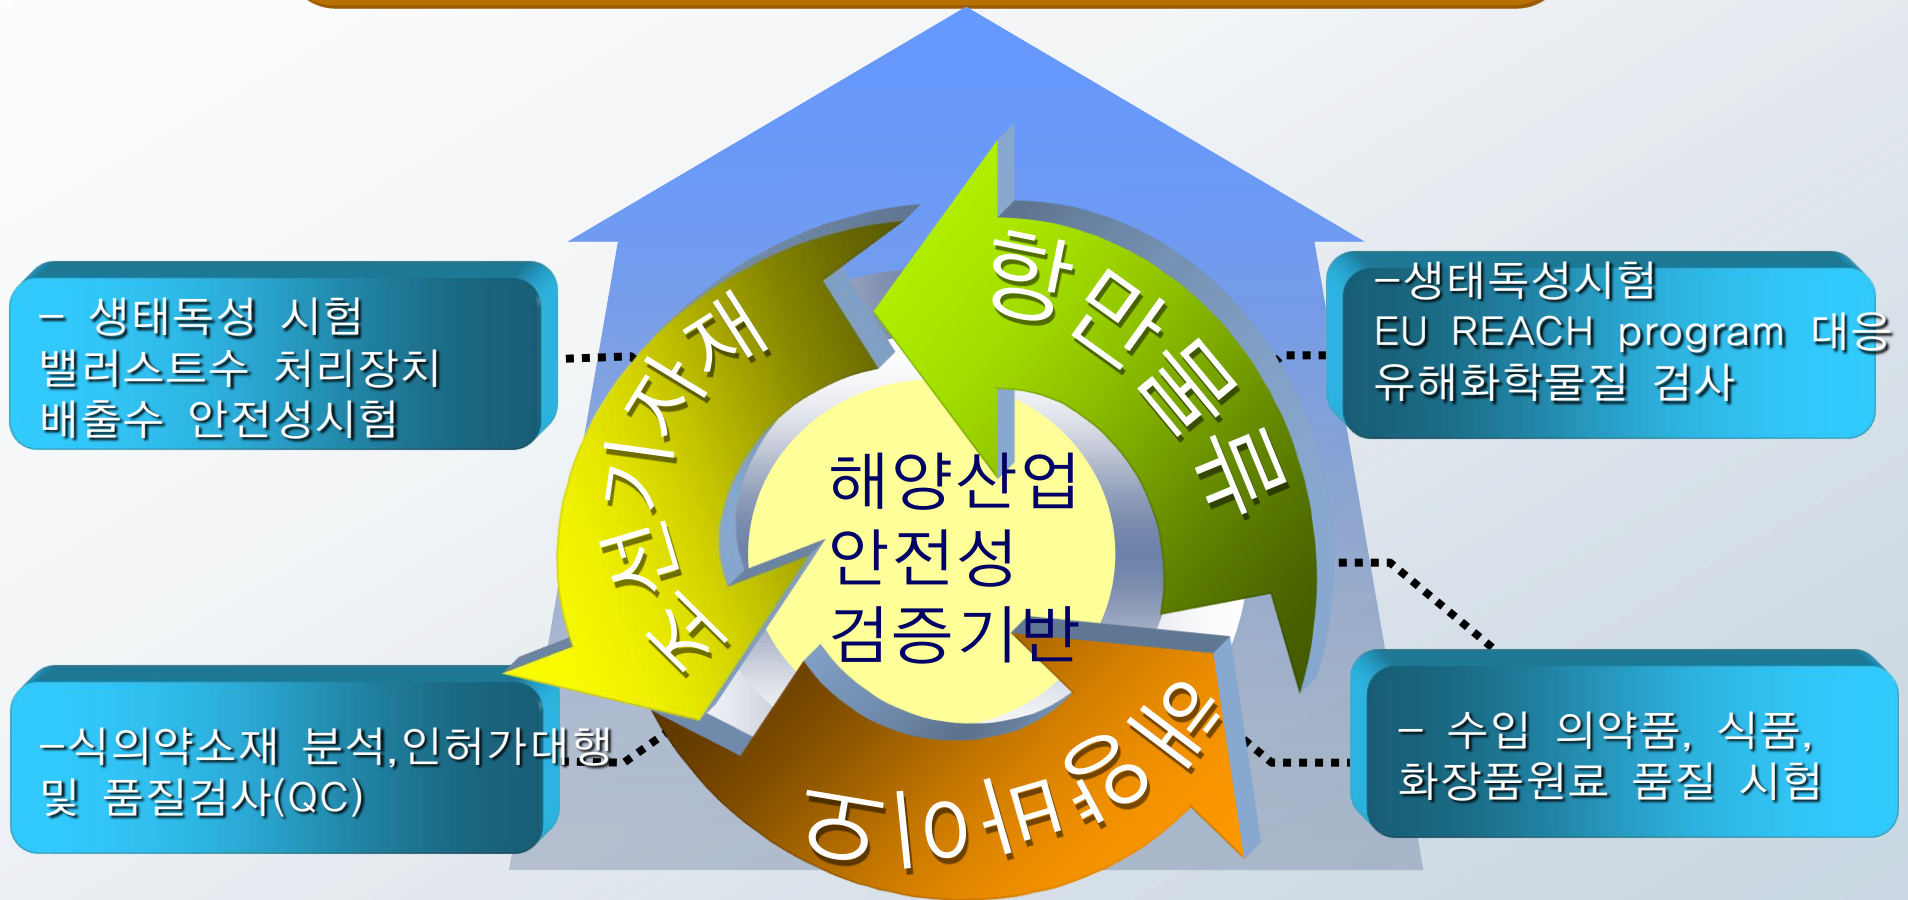 - 생태독성 시험
밸러스트수 처리장치
배출수 안전성시험
-생태독성시험
EU REACH program 대응
유해화학물질 검사
조선기자재
항만물류
해양바이오
해양산업
안전성
검증기반
-식의약소재 분석,인허가대행
및 품질검사(QC)
- 수입 의약품, 식품,
화장품원료 품질 시험